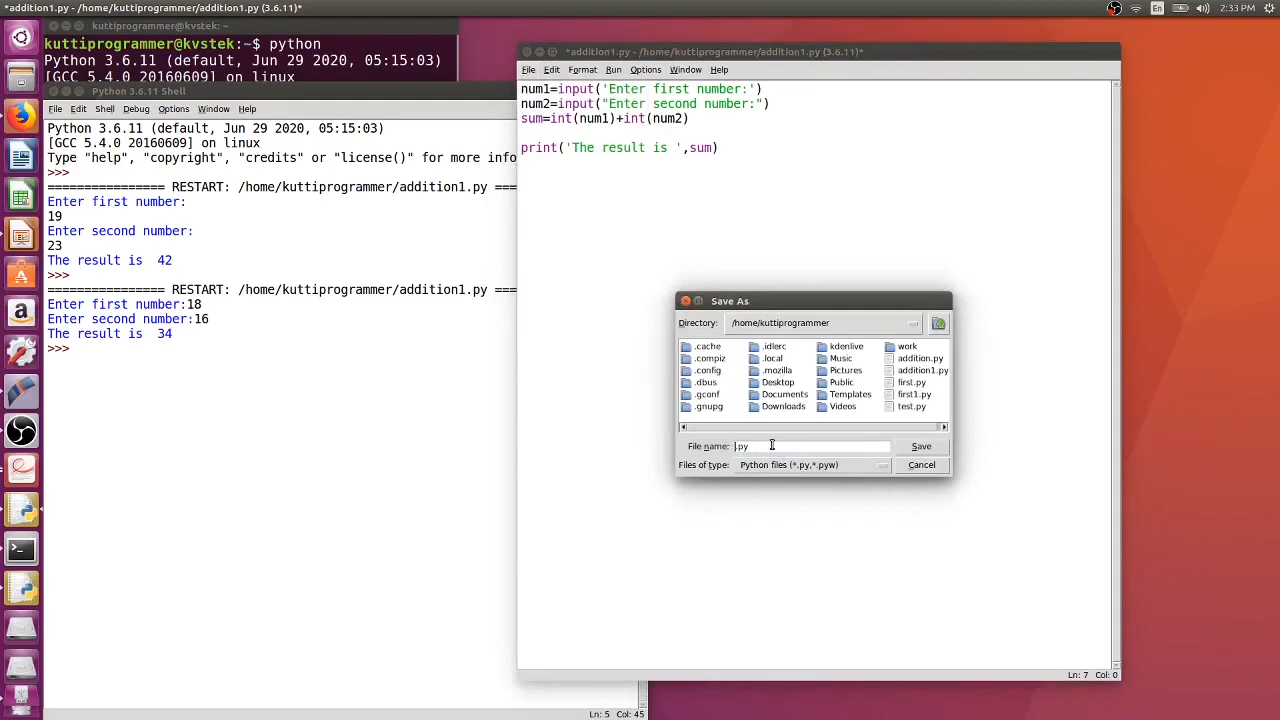 *addition1.py - /home/kuttiprogrammer/addition1.py (3.6.11)*
En
2:33 PM
kuttiprogrammer@kvstek: ~
kuttiprogrammer@kvstek:~$ python
Python 3.6.11 (default, Jun 29 2020, 05:15:03)
[GCC 5.4.0 20160609] on linux
Python 3.6.11 Shell
File Edit Shell Debug Options Window Help
Python 3.6.11 (default, Jun 29 2020, 05:15:03)
[GCC 5.4.0 20160609] on linux
Type "help", "copyright", "credits" or "license()" for more info
>>>
================ RESTART: /home/kuttiprogrammer/addition1.py ===
Enter first number:
19
Enter second number:
23
The result is  42
>>>
================ RESTART: /home/kuttiprogrammer/addition1.py ===
Enter first number:18
Enter second number:16
The result is  34
>>>
Ln: 5 Col: 45
*addition1.py - /home/kuttiprogrammer/addition1.py (3.6.11)*
File Edit Format Run Options Window Help
num1=input('Enter first number:')
num2=input("Enter second number:")
sum=int(num1)+int(num2)
print('The result is ',sum)
Save As
Directory: /home/kuttiprogrammer
.cache .idlerc kdenlive work
.compiz .local Music addition.py
.config .mozilla Pictures addition1.py
.dbus Desktop Public first.py
.gconf Documents Templates first1.py
.gnupg Downloads Videos test.py
File name: .py Save
Files of type: Python files (*.py,*.pyw) Cancel
Ln: 7 Col: 0